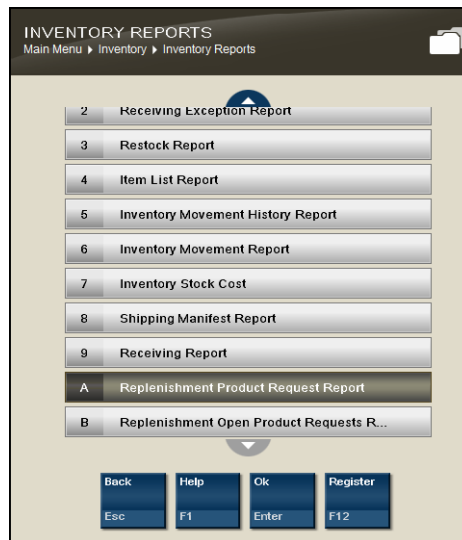 INVENTORY REPORTS
Main Menu ▸ Inventory ▸ Inventory Reports
2 Receiving Exception Report
3 Restock Report
4 Item List Report
5 Inventory Movement History Report
6 Inventory Movement Report
7 Inventory Stock Cost
8 Shipping Manifest Report
9 Receiving Report
A Replenishment Product Request Report
B Replenishment Open Product Requests R...
Back Help Ok Register
Esc F1 Enter F12